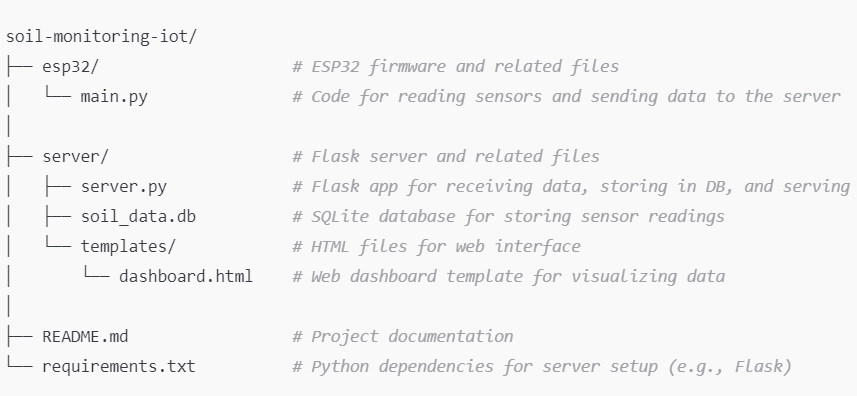 soil-monitoring-iot/
├── esp32/                    # ESP32 firmware and related files
│   └── main.py               # Code for reading sensors and sending data to the server
│
├── server/                   # Flask server and related files
│   ├── server.py             # Flask app for receiving data, storing in DB, and serving
│   ├── soil_data.db          # SQLite database for storing sensor readings
│   └── templates/            # HTML files for web interface
│       └── dashboard.html    # Web dashboard template for visualizing data
│
├── README.md                 # Project documentation
└── requirements.txt          # Python dependencies for server setup (e.g., Flask)